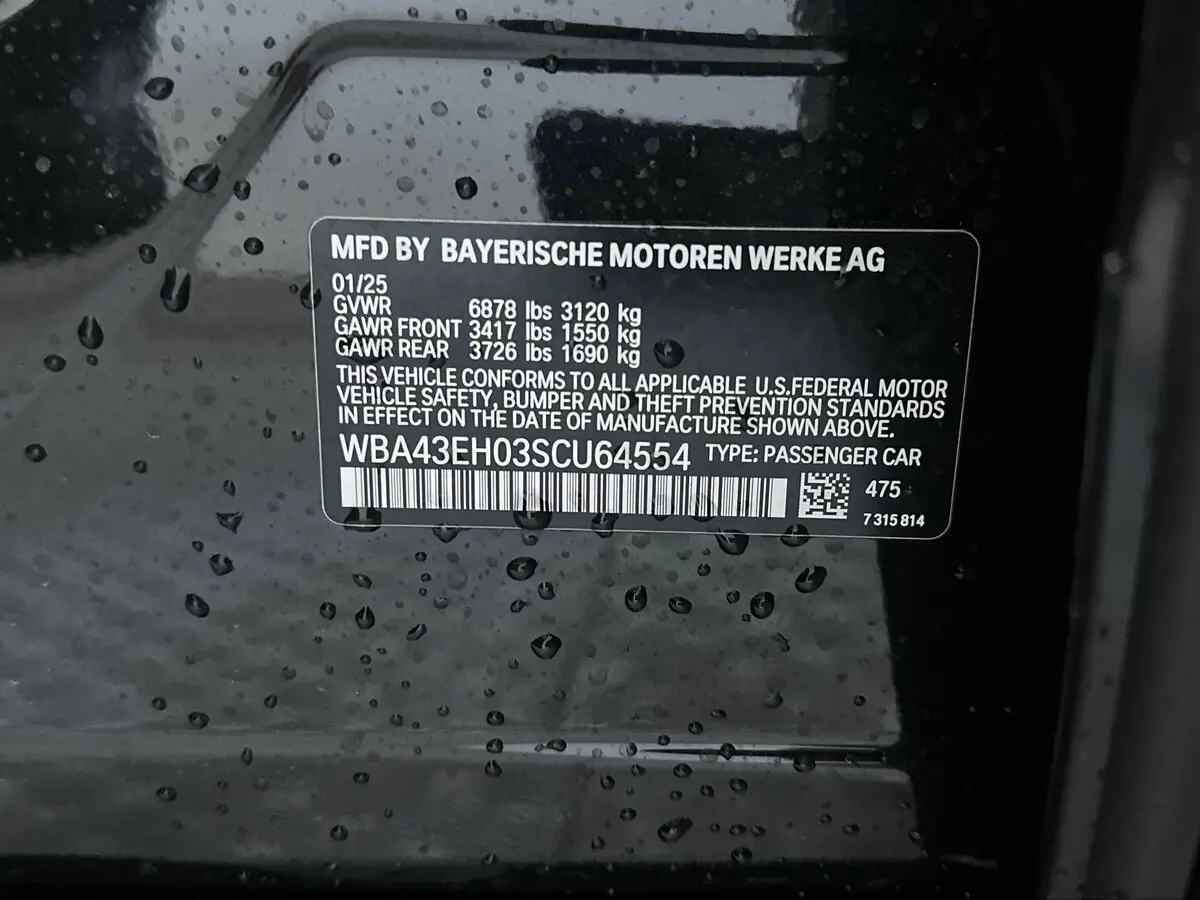 MFD BY BAYERISCHE MOTOREN WERKE AG
01/25
GVWR 6878 lbs 3120 kg
GAWR FRONT 3417 lbs 1550 kg
GAWR REAR 3726 lbs 1690 kg
THIS VEHICLE CONFORMS TO ALL APPLICABLE U.S.FEDERAL MOTOR
VEHICLE SAFETY, BUMPER AND THEFT PREVENTION STANDARDS
IN EFFECT ON THE DATE OF MANUFACTURE SHOWN ABOVE.
WBA43EH03SCU64554 TYPE: PASSENGER CAR
475
7 315 814